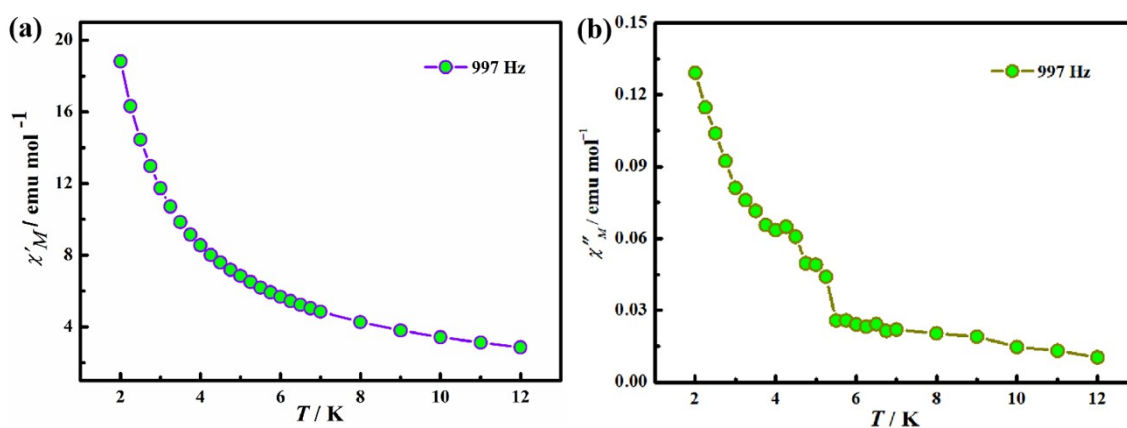 (a)
20
16
12
8
4
χ′M / emu mol -1
997 Hz
2 4 6 8 10 12
T / K
(b)
0.15
0.12
0.09
0.06
0.03
0.00
χ″M / emu mol⁻¹
997 Hz
2 4 6 8 10 12
T / K